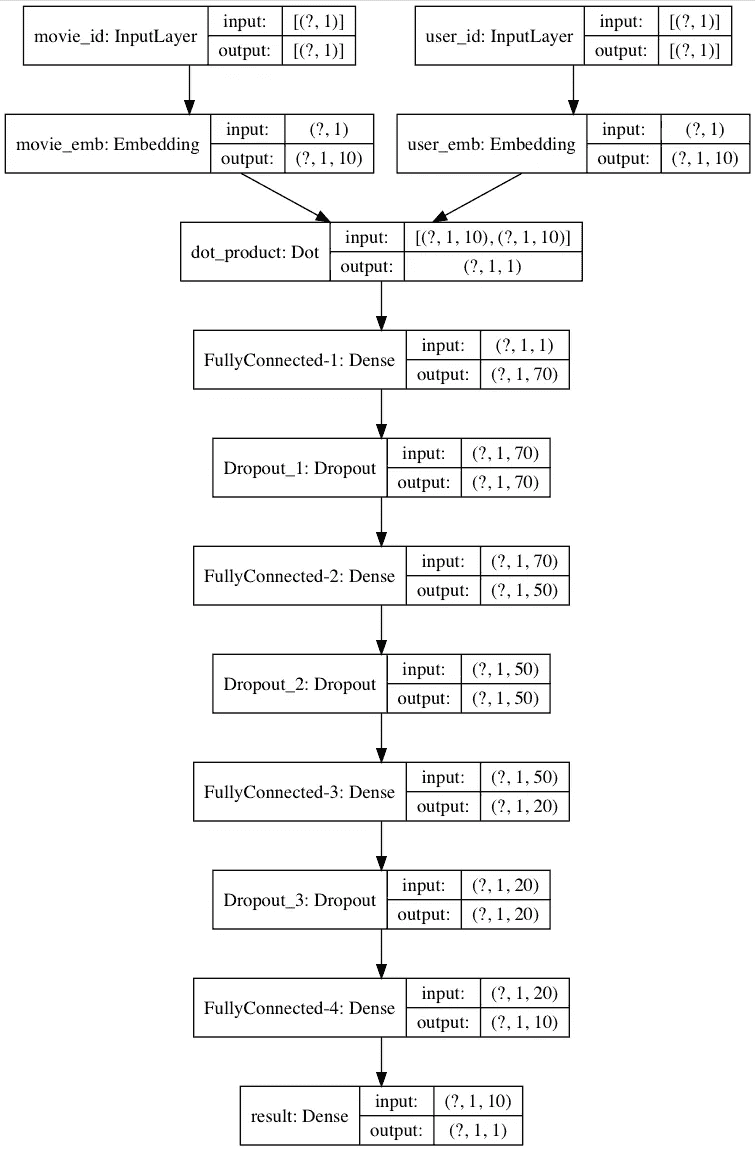 movie_id: InputLayer
input: [(?, 1)]
output: [(?, 1)]
user_id: InputLayer
input: [(?, 1)]
output: [(?, 1)]
movie_emb: Embedding
input: (?, 1)
output: (?, 1, 10)
user_emb: Embedding
input: (?, 1)
output: (?, 1, 10)
dot_product: Dot
input: [(?, 1, 10), (?, 1, 10)]
output: (?, 1, 1)
FullyConnected-1: Dense
input: (?, 1, 1)
output: (?, 1, 70)
Dropout_1: Dropout
input: (?, 1, 70)
output: (?, 1, 70)
FullyConnected-2: Dense
input: (?, 1, 70)
output: (?, 1, 50)
Dropout_2: Dropout
input: (?, 1, 50)
output: (?, 1, 50)
FullyConnected-3: Dense
input: (?, 1, 50)
output: (?, 1, 20)
Dropout_3: Dropout
input: (?, 1, 20)
output: (?, 1, 20)
FullyConnected-4: Dense
input: (?, 1, 20)
output: (?, 1, 10)
result: Dense
input: (?, 1, 10)
output: (?, 1, 1)